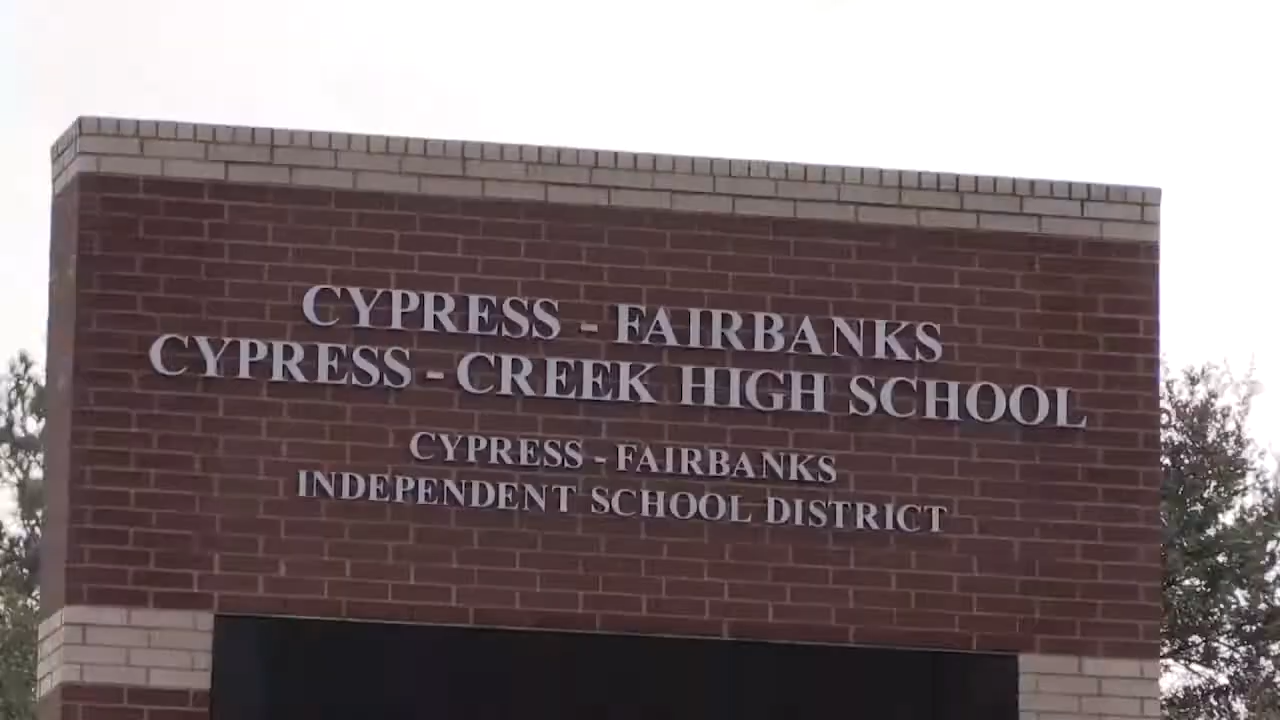 CYPRESS - FAIRBANKS
CYPRESS - CREEK HIGH SCHOOL
CYPRESS - FAIRBANKS
INDEPENDENT SCHOOL DISTRICT